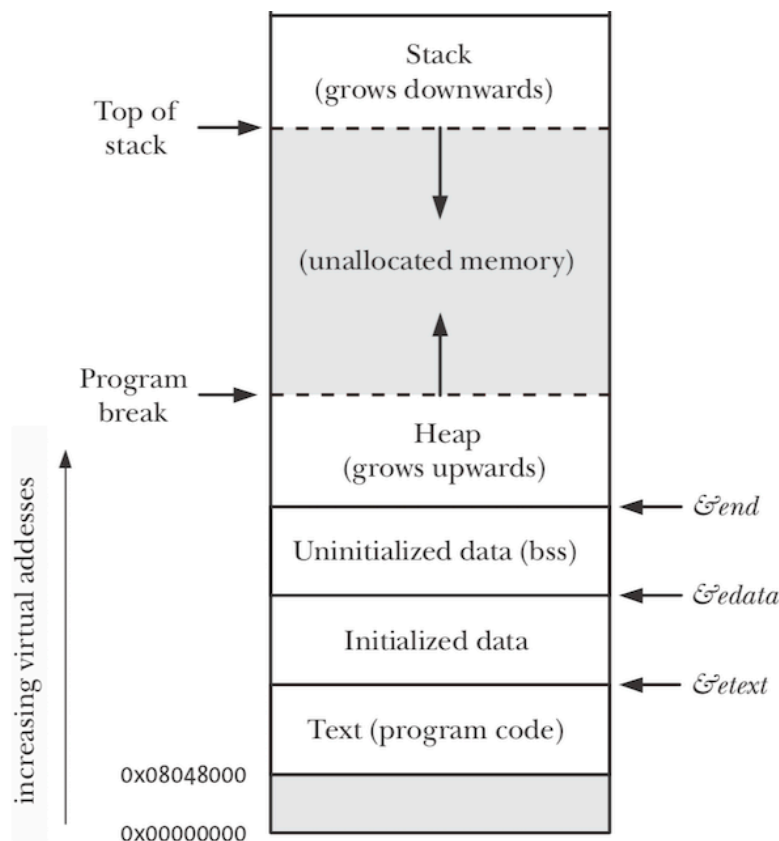 Stack
(grows downwards)
Top of
stack
(unallocated memory)
Program
break
Heap
(grows upwards)
&end
Uninitialized data (bss)
&edata
Initialized data
&etext
Text (program code)
0x08048000
0x00000000
increasing virtual addesses